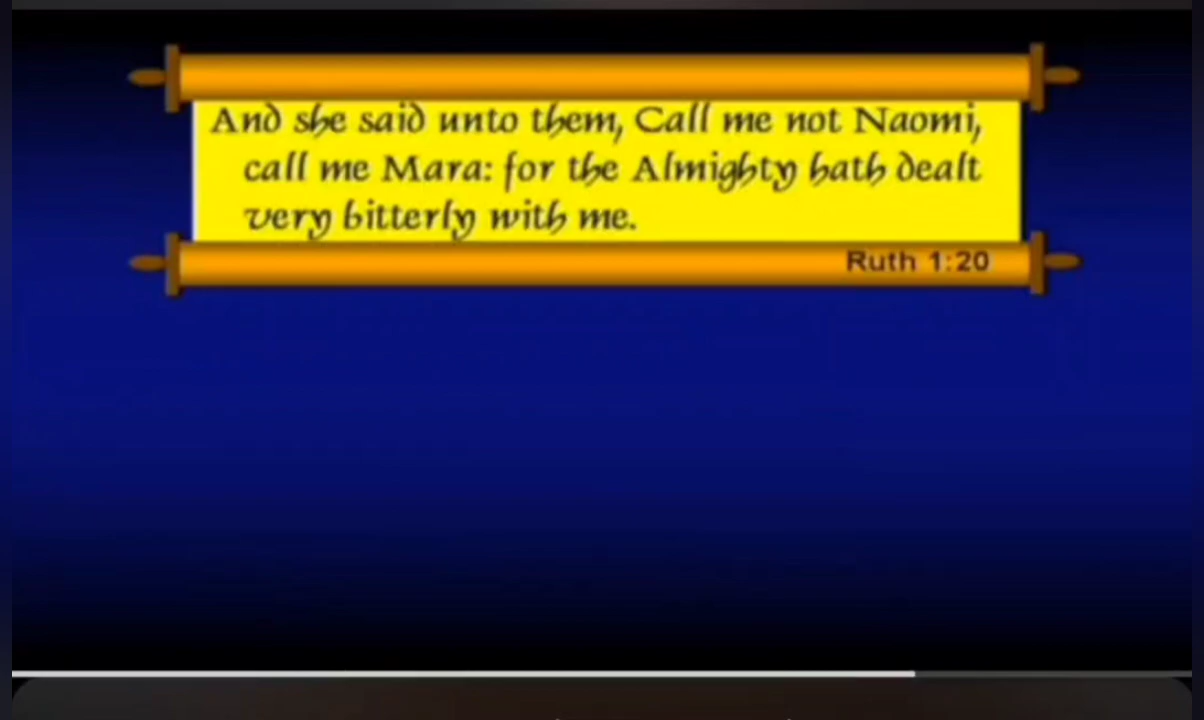 And she said unto them, Call me not Naomi,
call me Mara: for the Almighty hath dealt
very bitterly with me.
Ruth 1:20